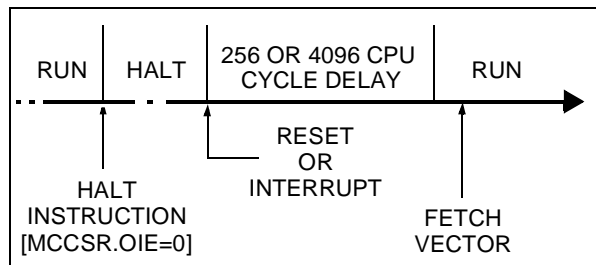 RUN
HALT
256 OR 4096 CPU
CYCLE DELAY
RUN
RESET
OR
INTERRUPT
HALT
INSTRUCTION
[MCCSR.OIE=0]
FETCH
VECTOR